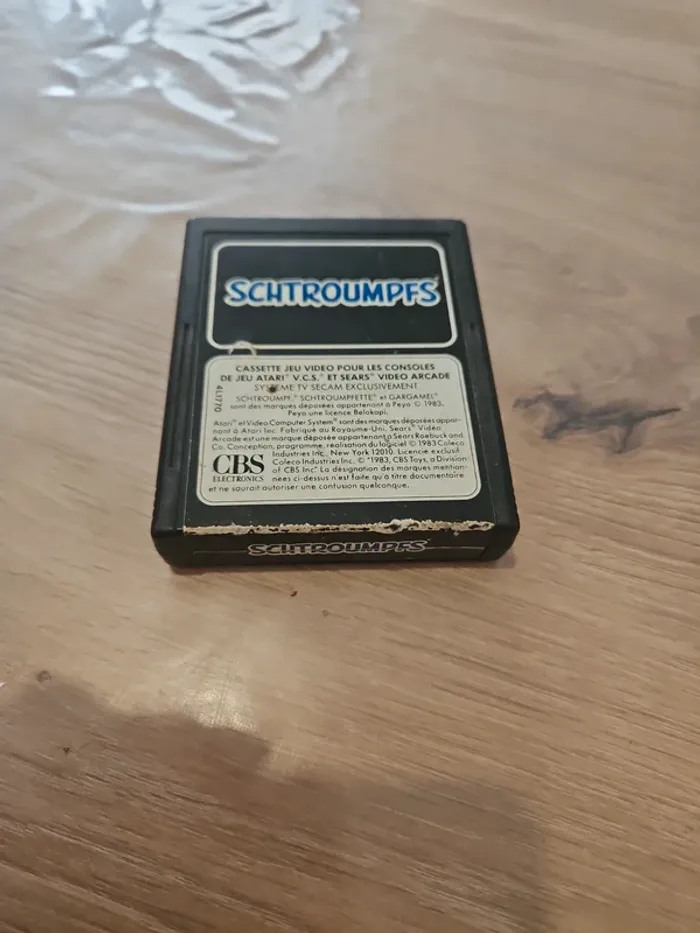 SCHTROUMPFS
CASSETTE JEU VIDEO POUR LES CONSOLES
DE JEU ATARI® V.C.S.® ET SEARS® VIDEO ARCADE
SYSTEME TV SECAM EXCLUSIVEMENT
SCHTROUMPF,® SCHTROUMPFETTE® et GARGAMEL®
sont des marques déposées appartenant à Peyo © 1983.
Peyo une licence Belokapi.
Atari® et Video Computer System® sont des marques déposées appar-
nant à Atari Inc. Fabriqué au Royaume-Uni. Sears® Video
Arcade est une marque déposée appartenant à Sears Roebuck and
Co. Conception, programme, réalisation du logiciel © 1983 Coleco
Industries Inc., New York 12010. Licencié exclusif.
Coleco Industries Inc. © 1983, CBS Toys, a Division
of CBS Inc. La désignation des marques mention-
nées ci-dessus n'est faite qu'à titre documentaire
et ne saurait autoriser une confusion quelconque.
CBS
ELECTRONICS
4L1770
SCHTROUMPFS